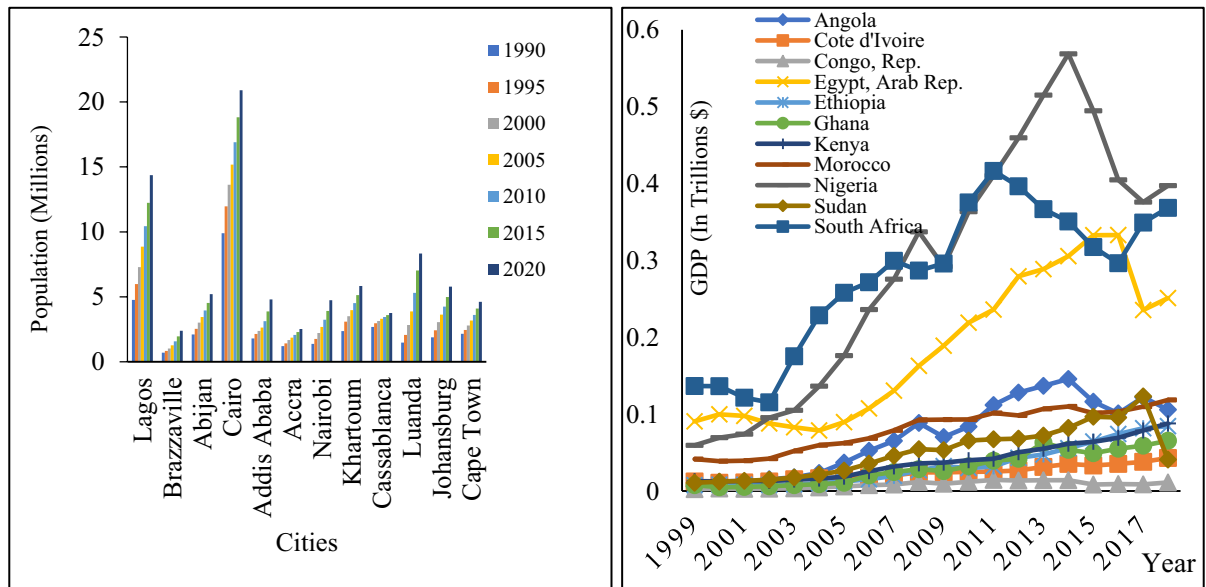 25
20
15
10
5
0
Population (Millions)
1990
1995
2000
2005
2010
2015
2020
Lagos
Brazzaville
Abijan
Cairo
Addis Ababa
Accra
Nairobi
Khartoum
Cassablanca
Luanda
Johansburg
Cape Town
Cities
0.6
0.5
0.4
0.3
0.2
0.1
0
GDP (In Trillions $)
Angola
Cote d'Ivoire
Congo, Rep.
Egypt, Arab Rep.
Ethiopia
Ghana
Kenya
Morocco
Nigeria
Sudan
South Africa
1999
2001
2003
2005
2007
2009
2011
2013
2015
2017
Year